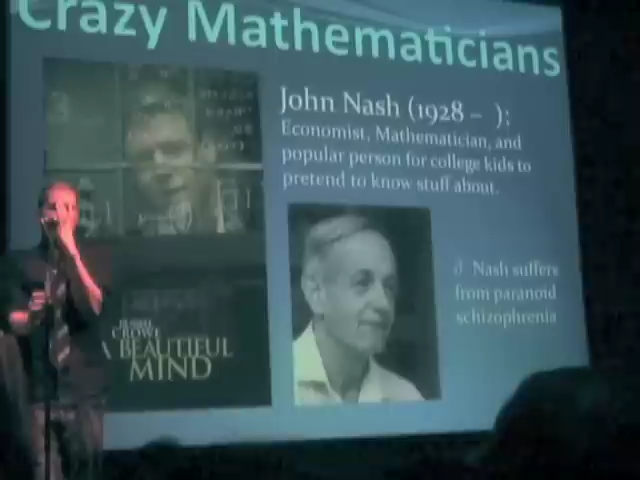 Crazy Mathematicians
John Nash (1928 – );
Economist, Mathematician, and
popular person for college kids to
pretend to know stuff about.
Nash suffers
from paranoid
schizophrenia
CROWE
A BEAUTIFUL
MIND